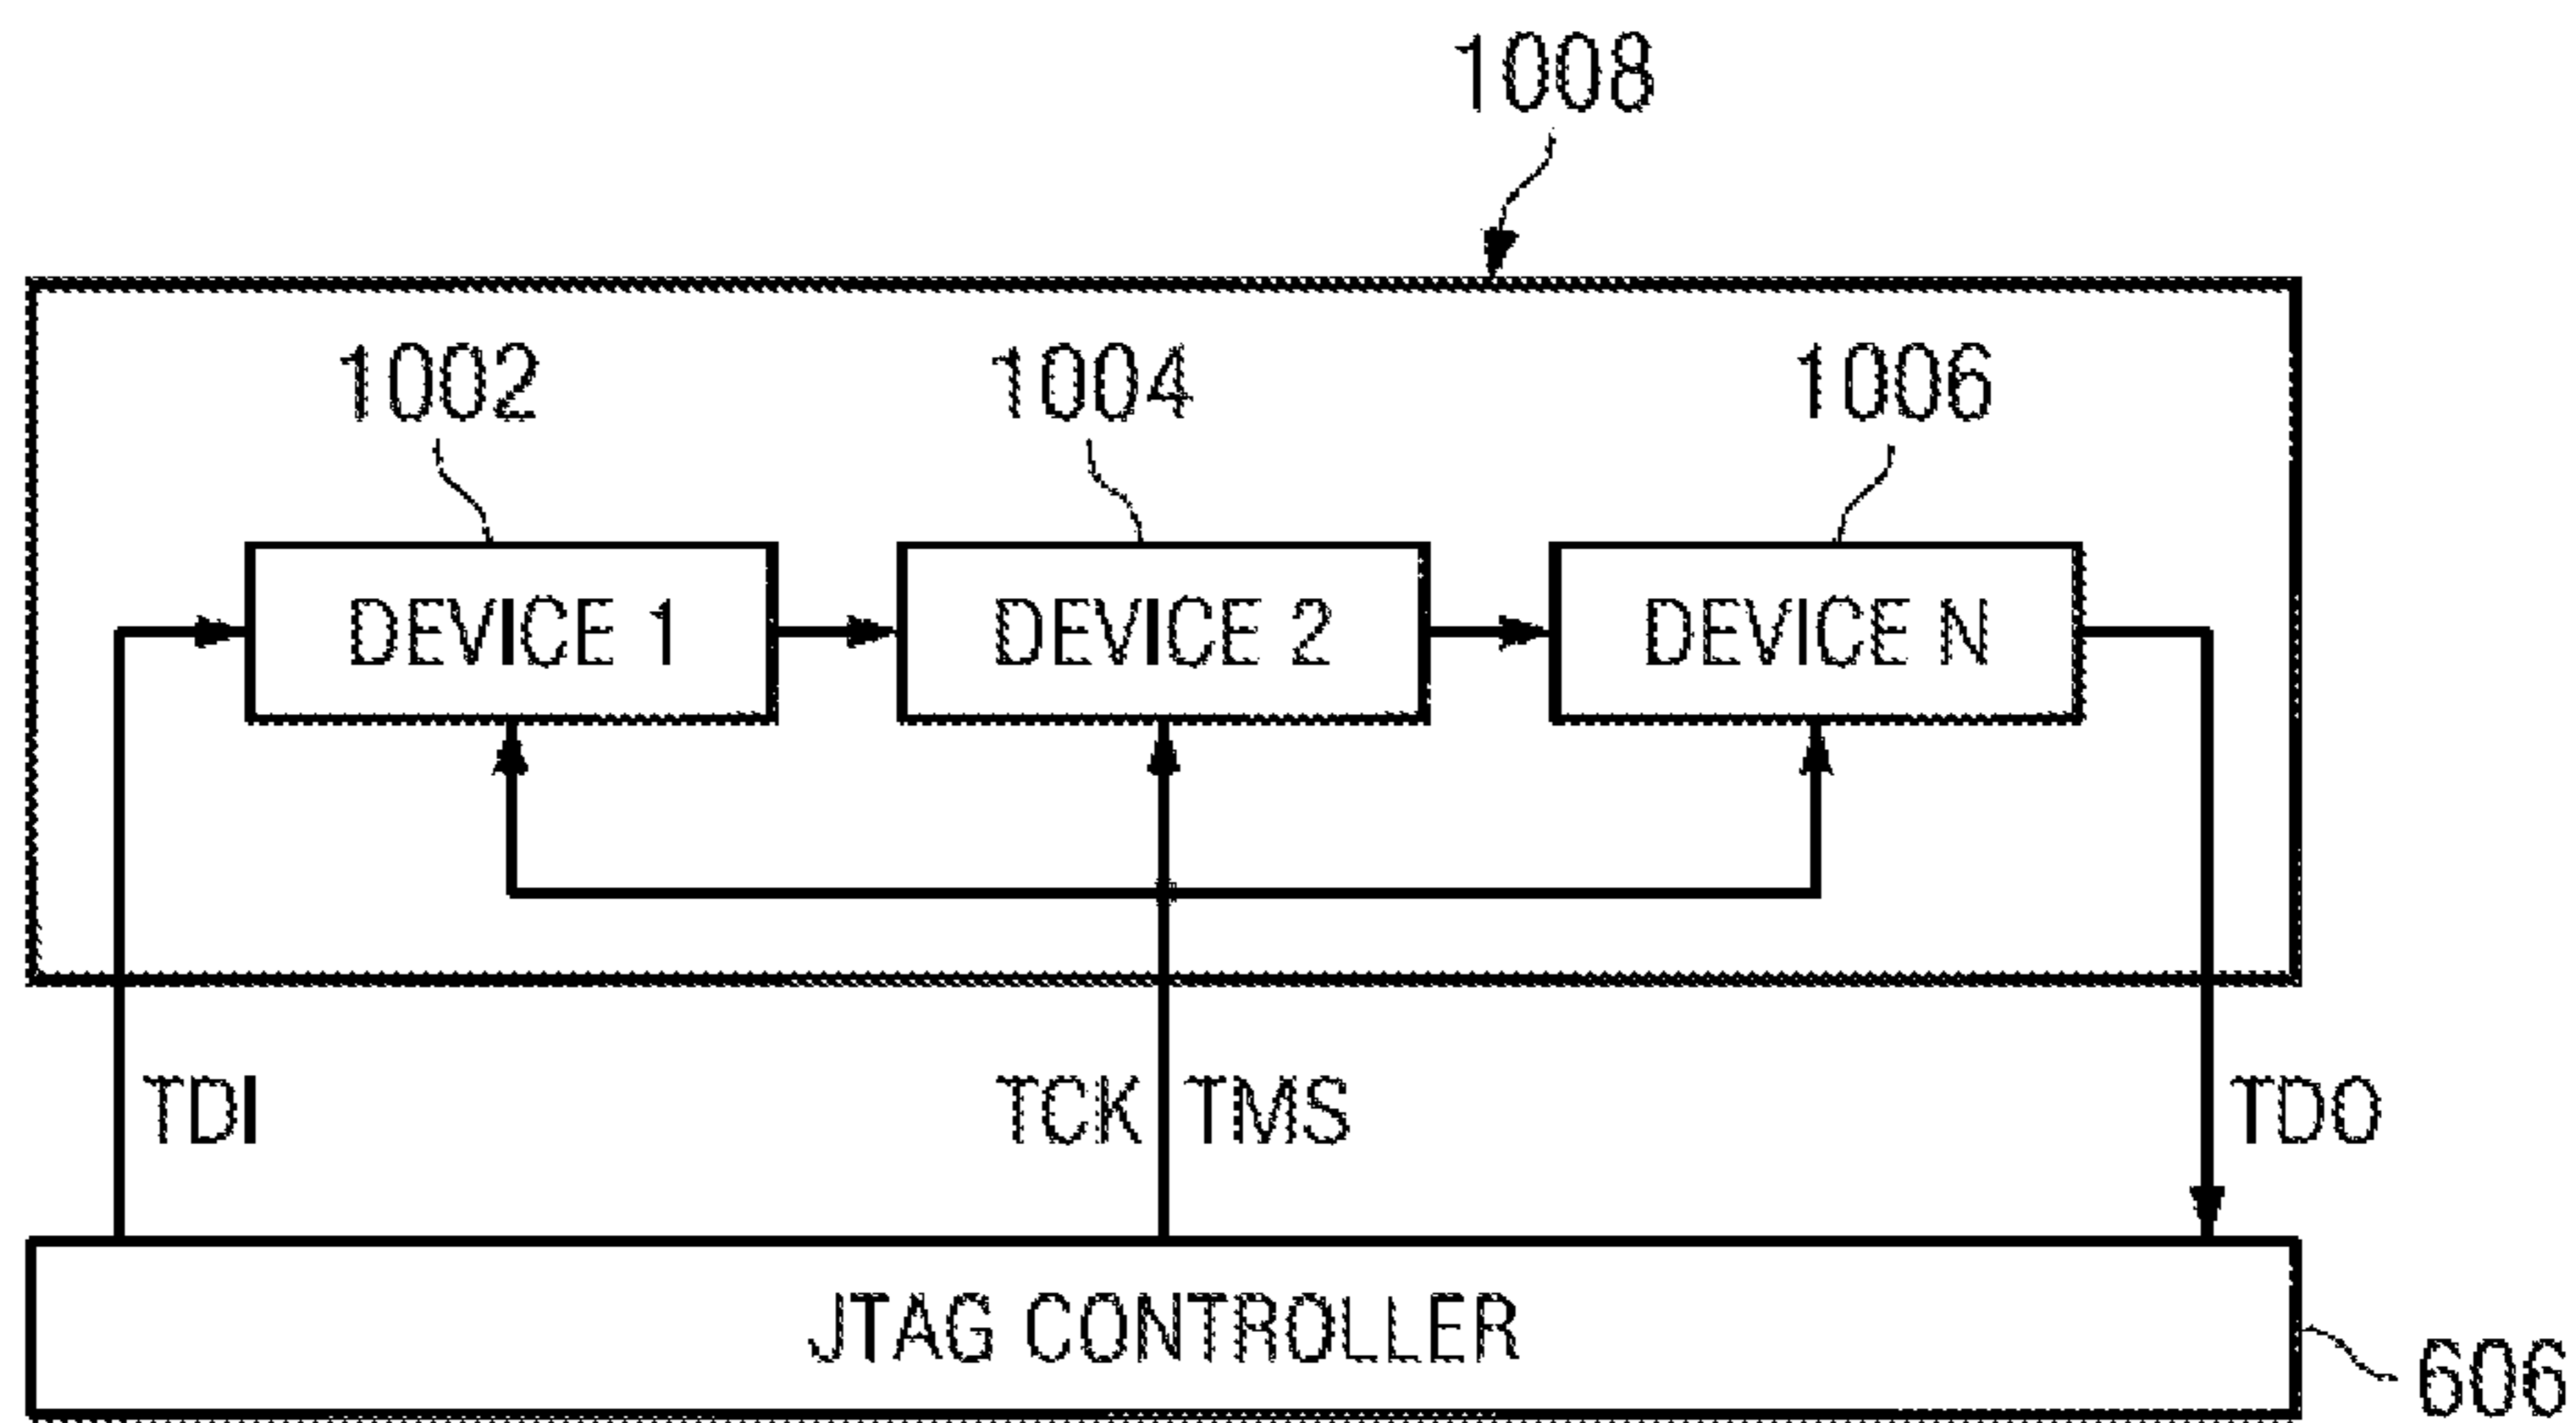 1008
1002 1004 1006
DEVICE 1 DEVICE 2 DEVICE N
TDI TCK TMS TDO
JTAG CONTROLLER
606